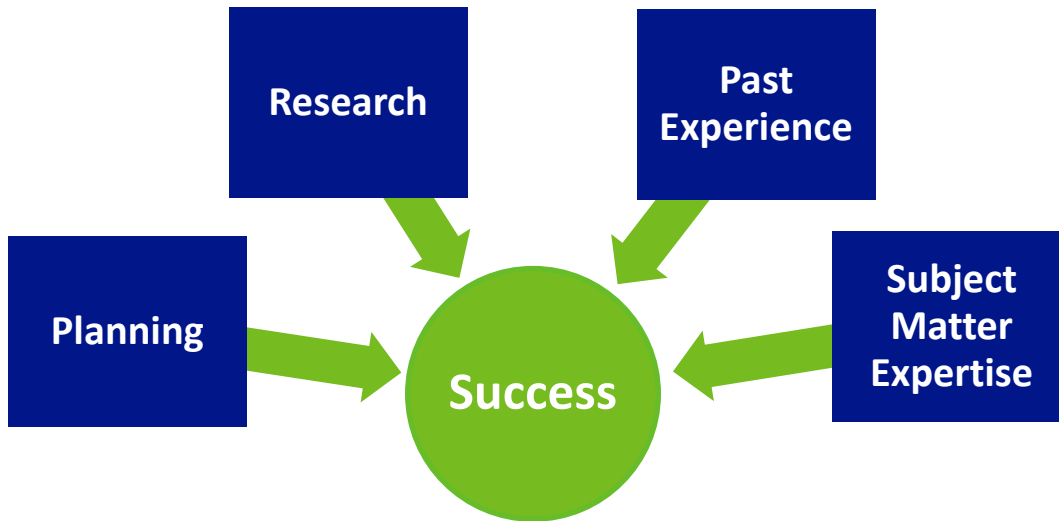 Research
Past
Experience
Planning
Subject
Matter
Expertise
Success